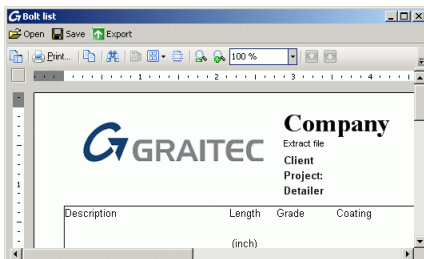 Bolt list
Open Save Export
Print... 100 %
1 2 3 4
GRAITEC
Company
Extract file
Client
Project:
Detailer
1
Description Length Grade Coating
(inch)